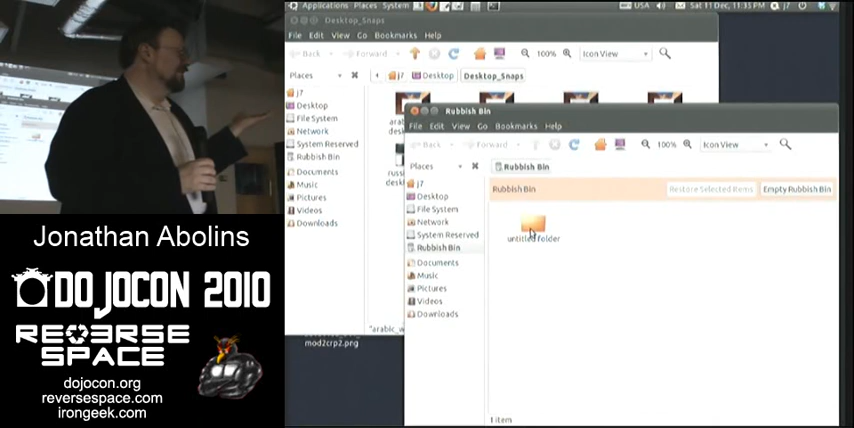 Applications Places System
USA
Sat 11 Dec, 11:33 PM
j7
Desktop_Snaps
File Edit View Go Bookmarks Help
Back
Forward
100%
Icon View
Places
j7
Desktop
Desktop_Snaps
j7
Desktop
File System
Network
System Reserved
Rubbish Bin
Documents
Music
Pictures
Videos
Downloads
mod2crp2.png
Rubbish Bin
File Edit View Go Bookmarks Help
Back
Forward
100%
Icon View
Places
Rubbish Bin
j7
Desktop
File System
Network
System Reserved
Rubbish Bin
Documents
Music
Pictures
Videos
Downloads
Rubbish Bin
Restore Selected Items
Empty Rubbish Bin
untitled folder
1 item
Jonathan Abolins
DOJOCON 2010
REVERSE
SPACE
dojocon.org
reversespace.com
irongeek.com